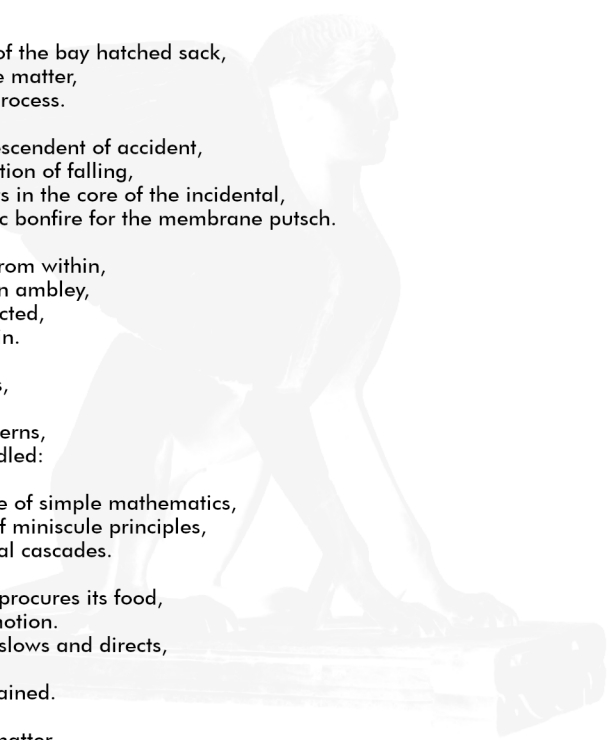 of the bay hatched sack,
e matter,
rocess.
escendent of accident,
tion of falling,
s in the core of the incidental,
c bonfire for the membrane putsch.
rom within,
n ambley,
cted,
in.
s,
erns,
dled:
e of simple mathematics,
f miniscule principles,
al cascades.
procures its food,
notion.
slows and directs,
ained.
natter